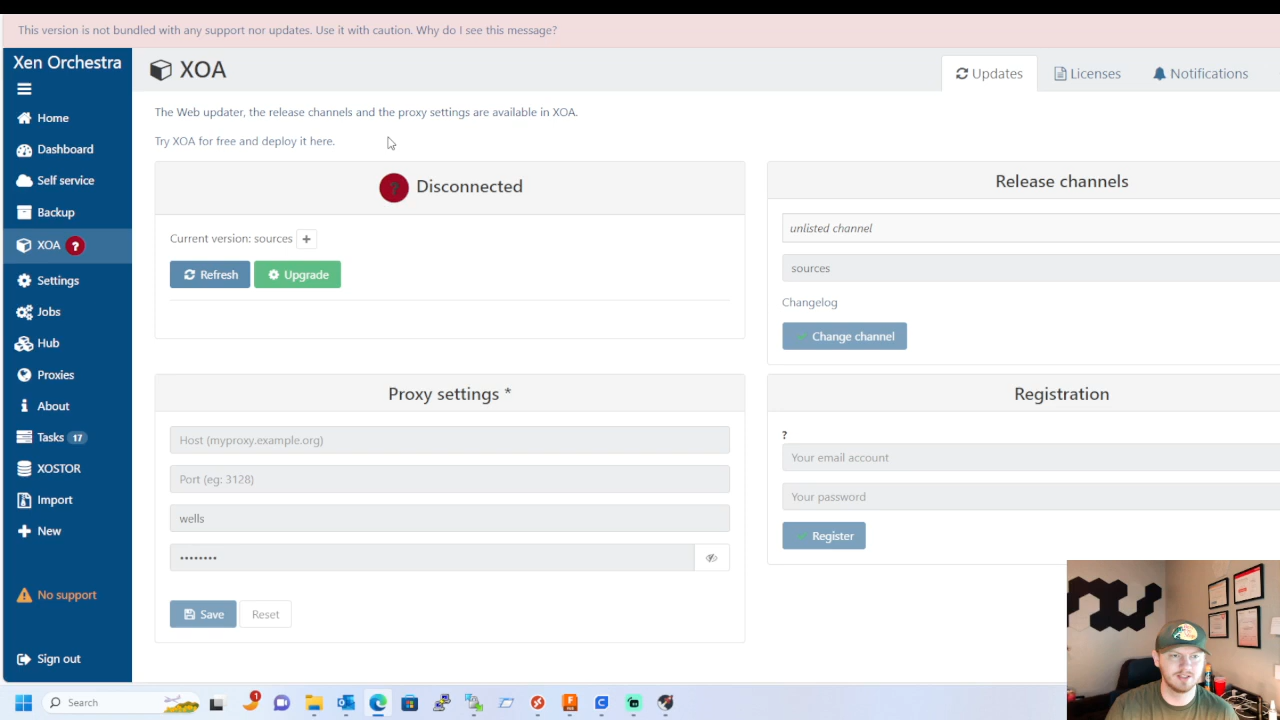 This version is not bundled with any support nor updates. Use it with caution. Why do I see this message?
Xen Orchestra
XOA
Updates
Licenses
Notifications
Home
Dashboard
Self service
Backup
XOA ?
Settings
Jobs
Hub
Proxies
About
Tasks 17
XOSTOR
Import
New
No support
Sign out
The Web updater, the release channels and the proxy settings are available in XOA.
Try XOA for free and deploy it here.
? Disconnected
Current version: sources +
Refresh
Upgrade
Release channels
unlisted channel
sources
Changelog
Change channel
Proxy settings *
Host (myproxy.example.org)
Port (eg: 3128)
wells
••••••••
Save
Reset
Registration
?
Your email account
Your password
Register
Search
1